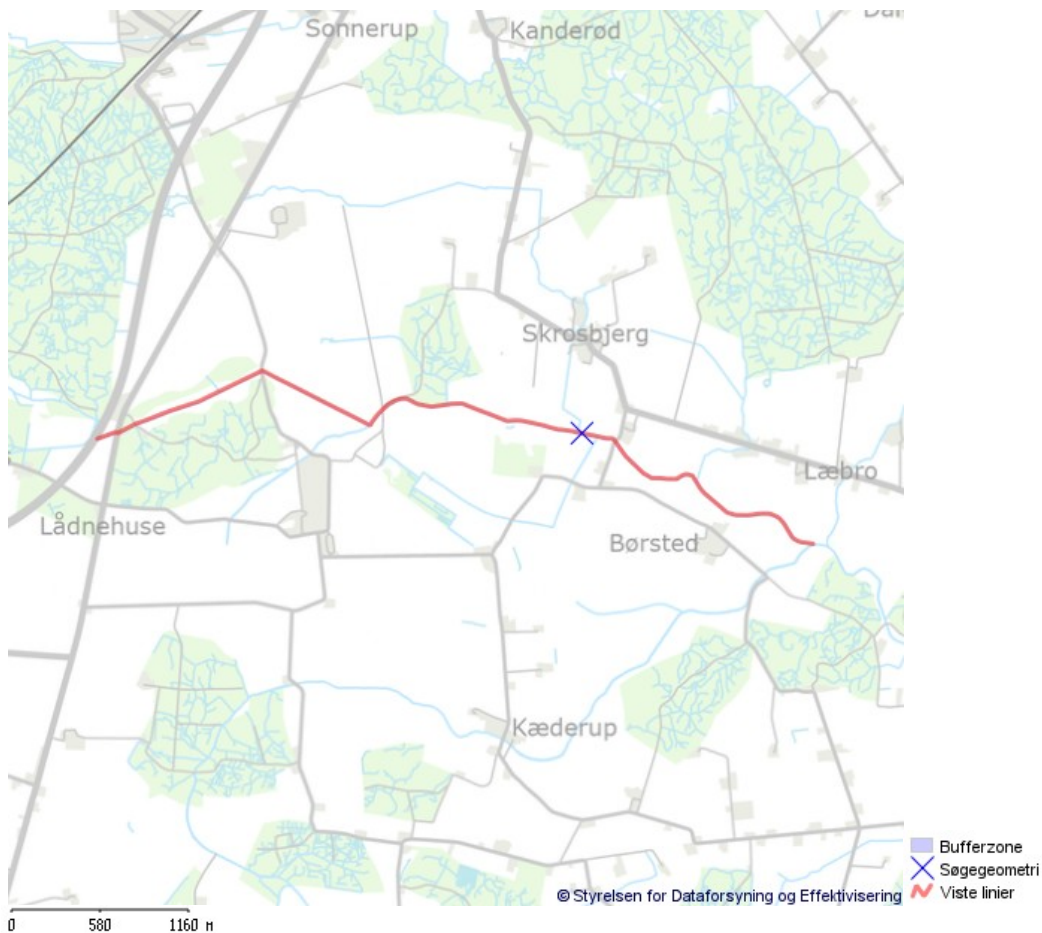 Sonnerup
Kanderød
Skrosbjerg
Læbro
Lådnehuse
Børsted
Kæderup
Bufferzone
Søgegeometri
Viste linier
© Styrelsen for Dataforsyning og Effektivisering
0 580 1160 M